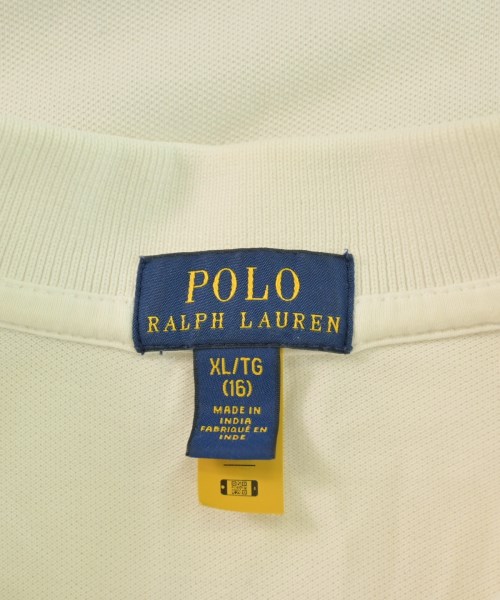 POLO
RALPH LAUREN
XL/TG
(16)
MADE IN
INDIA
FABRIQUÉ EN
INDE